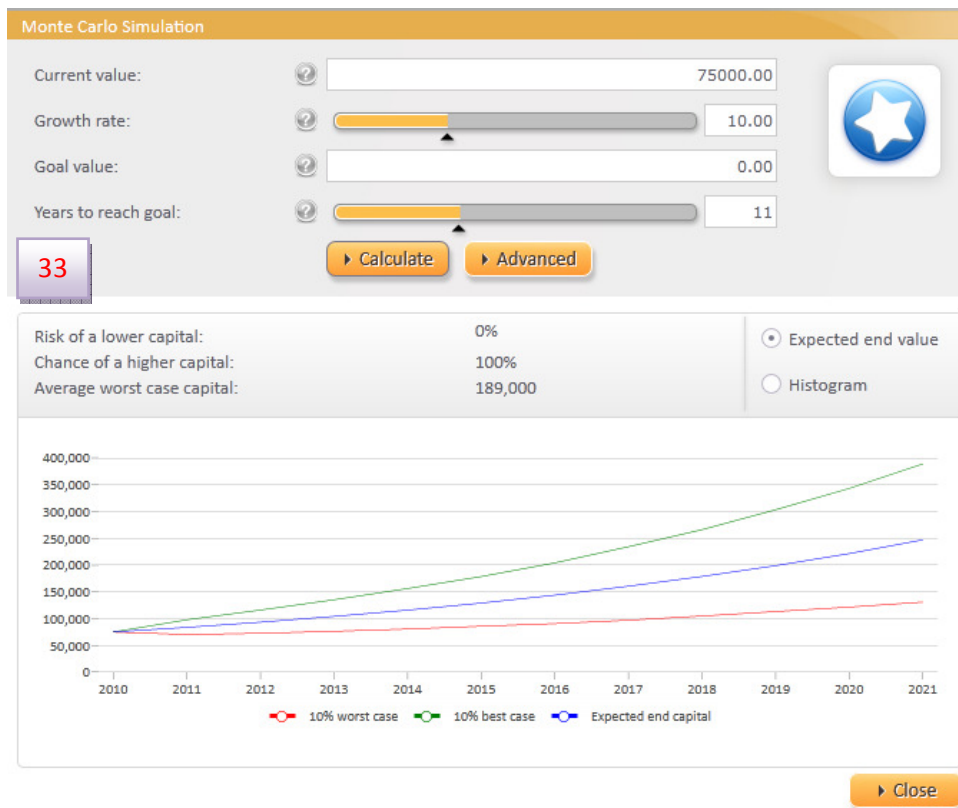 Monte Carlo Simulation
Current value: 75000.00
Growth rate: 10.00
Goal value: 0.00
Years to reach goal: 11
33
Calculate Advanced
Risk of a lower capital: 0%
Chance of a higher capital: 100%
Average worst case capital: 189,000
Expected end value
Histogram
400,000
350,000
300,000
250,000
200,000
150,000
100,000
50,000
0
2010 2011 2012 2013 2014 2015 2016 2017 2018 2019 2020 2021
10% worst case 10% best case Expected end capital
Close